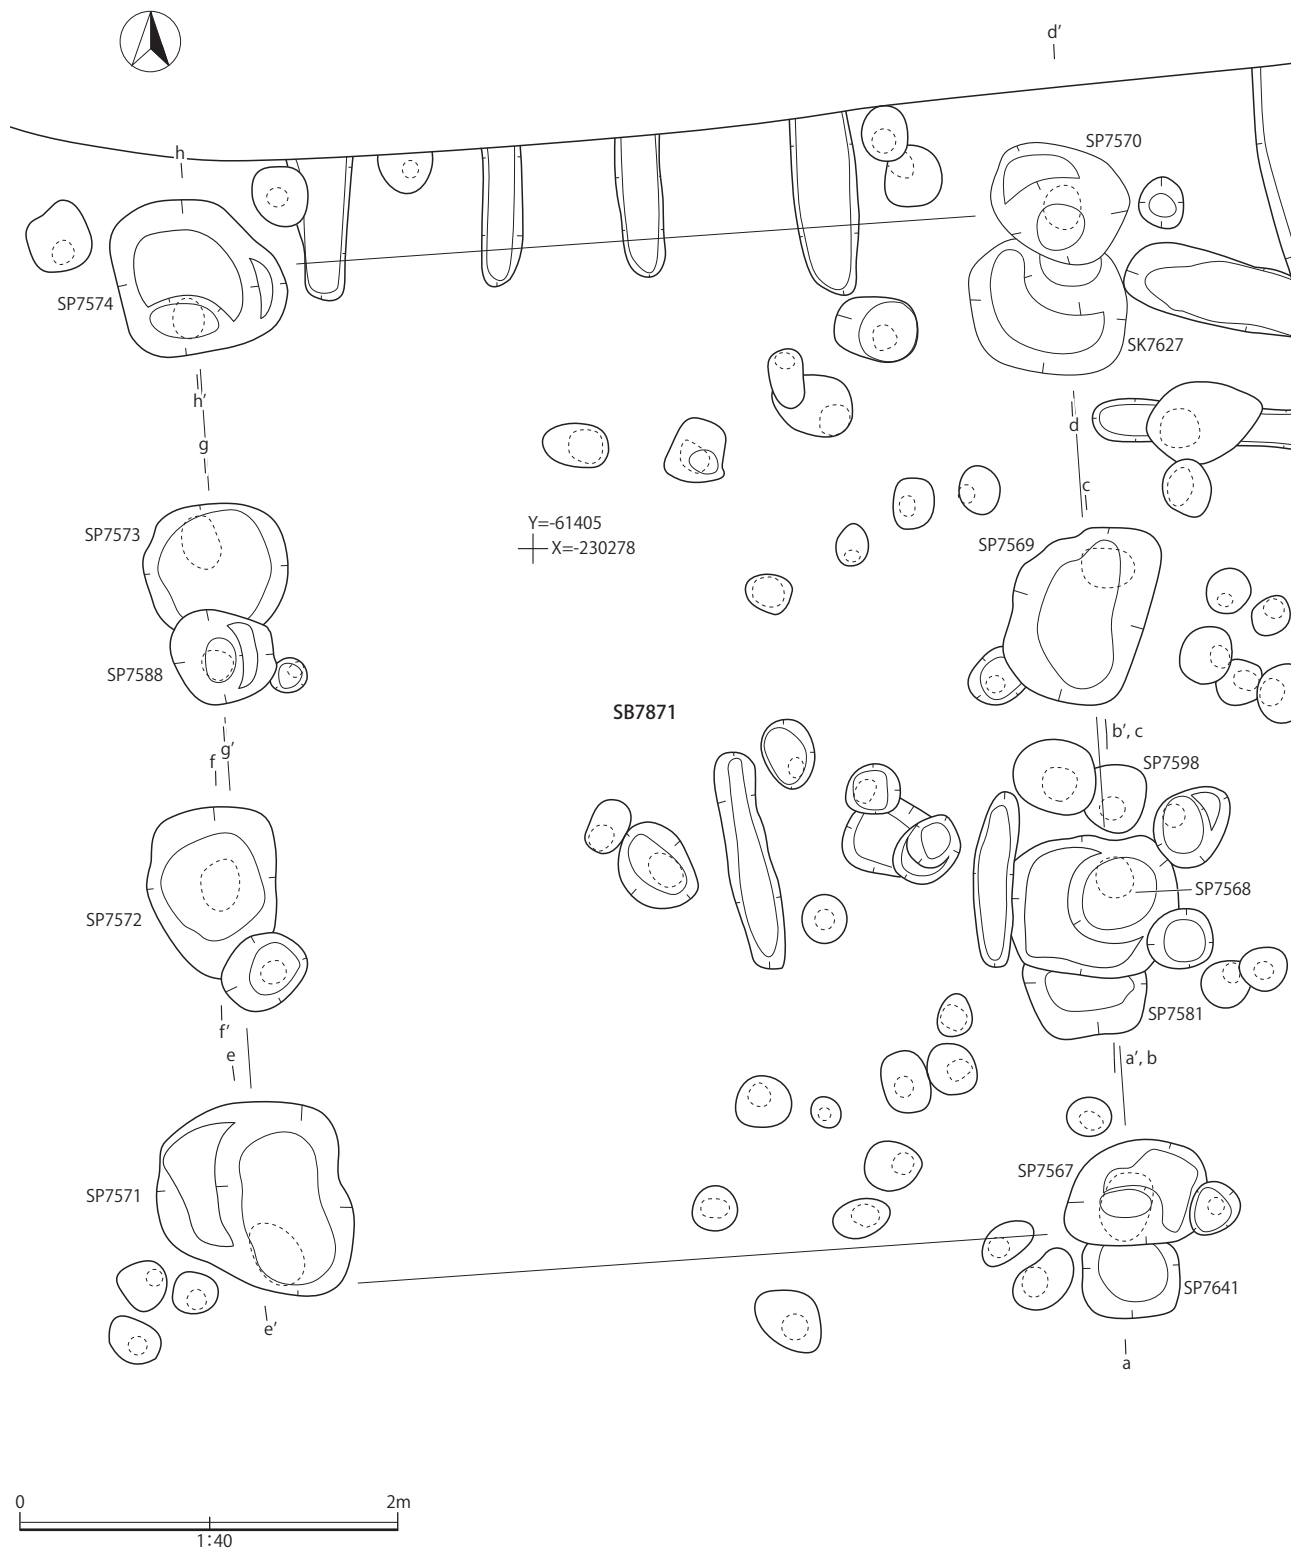 d′
SP7570
h
SP7574
SK7627
h′
d
g
c
Y=-61405
X=-230278
SP7573
SP7569
SP7588
SB7871
b′, c
g′
f
SP7598
SP7568
SP7572
SP7581
f′
e
a′, b
SP7567
SP7571
SP7641
e′
a
0 2m
1:40